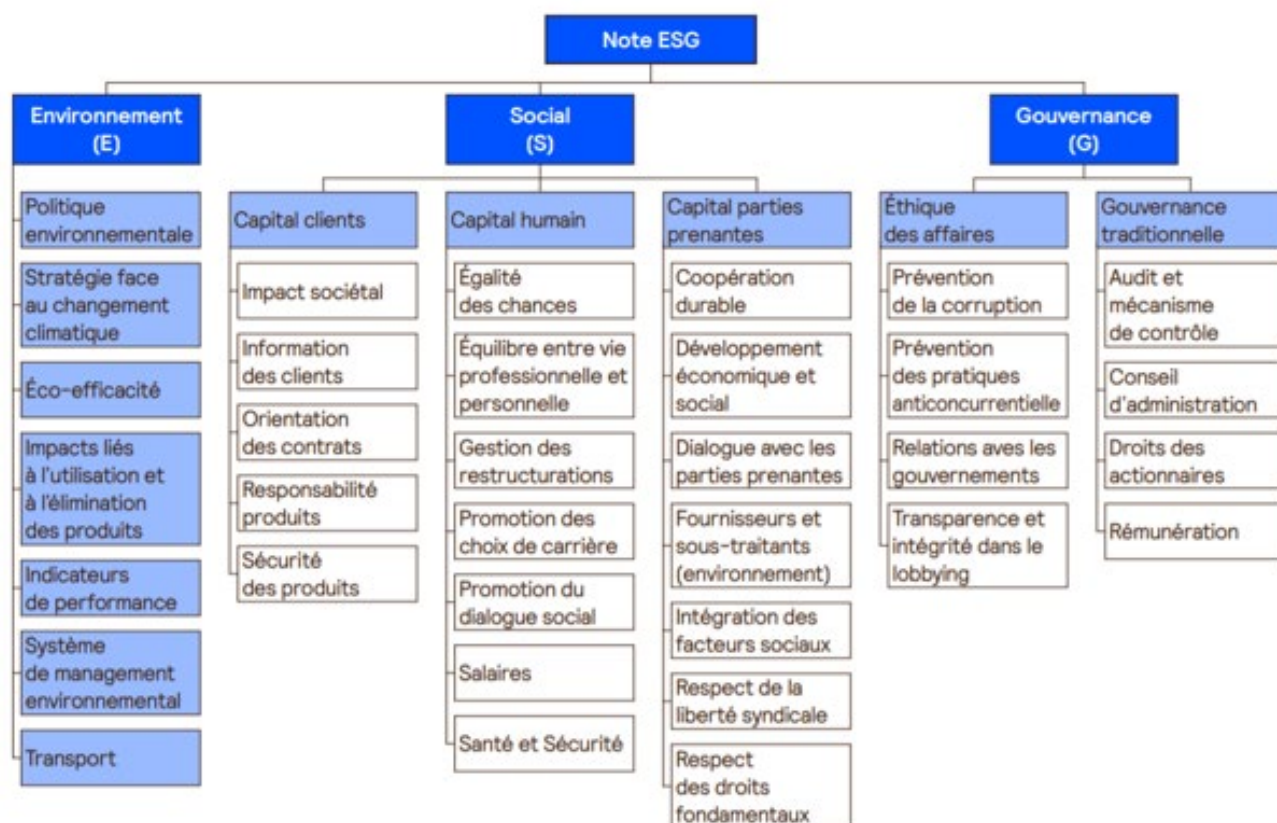 Note ESG
Environnement
(E)
Social
(S)
Gouvernance
(G)
Politique
environnementale
Stratégie face
au changement
climatique
Éco-efficacité
Impacts liés
à l'utilisation et
à l'élimination
des produits
Indicateurs
de performance
Système
de management
environnemental
Transport
Capital clients
Impact sociétal
Information
des clients
Orientation
des contrats
Responsabilité
produits
Sécurité
des produits
Capital humain
Égalité
des chances
Équilibre entre vie
professionnelle et
personnelle
Gestion des
restructurations
Promotion des
choix de carrière
Promotion du
dialogue social
Salaires
Santé et Sécurité
Capital parties
prenantes
Coopération
durable
Développement
économique et
social
Dialogue avec les
parties prenantes
Fournisseurs et
sous-traitants
(environnement)
Intégration des
facteurs sociaux
Respect de la
liberté syndicale
Respect
des droits
fondamentaux
Éthique
des affaires
Prévention
de la corruption
Prévention
des pratiques
anticoncurrentielle
Relations aves les
gouvernements
Transparence et
intégrité dans le
lobbying
Gouvernance
traditionnelle
Audit et
mécanisme
de contrôle
Conseil
d'administration
Droits des
actionnaires
Rémunération